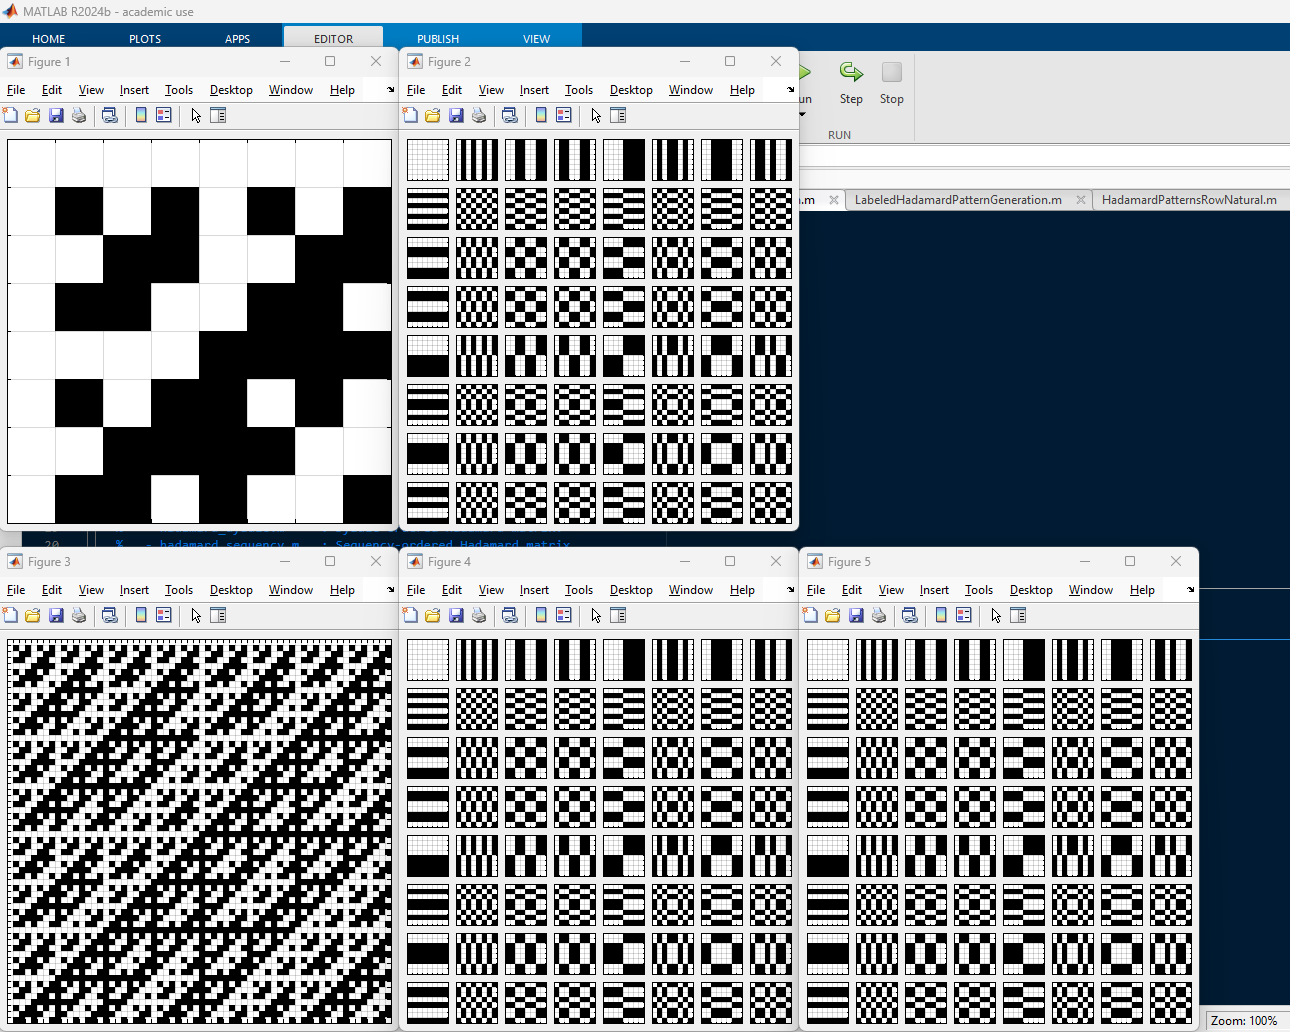 MATLAB R2024b - academic use
HOME PLOTS APPS EDITOR PUBLISH VIEW
Figure 1
File Edit View Insert Tools Desktop Window Help
Figure 2
File Edit View Insert Tools Desktop Window Help
un Step Stop
RUN
.m LabeledHadamardPatternGeneration.m HadamardPatternsRowNatural.m
20 % - hadamard_sequency.m : Sequency-ordered Hadamard matrix
Figure 3
File Edit View Insert Tools Desktop Window Help
Figure 4
File Edit View Insert Tools Desktop Window Help
Figure 5
File Edit View Insert Tools Desktop Window Help
Zoom: 100%